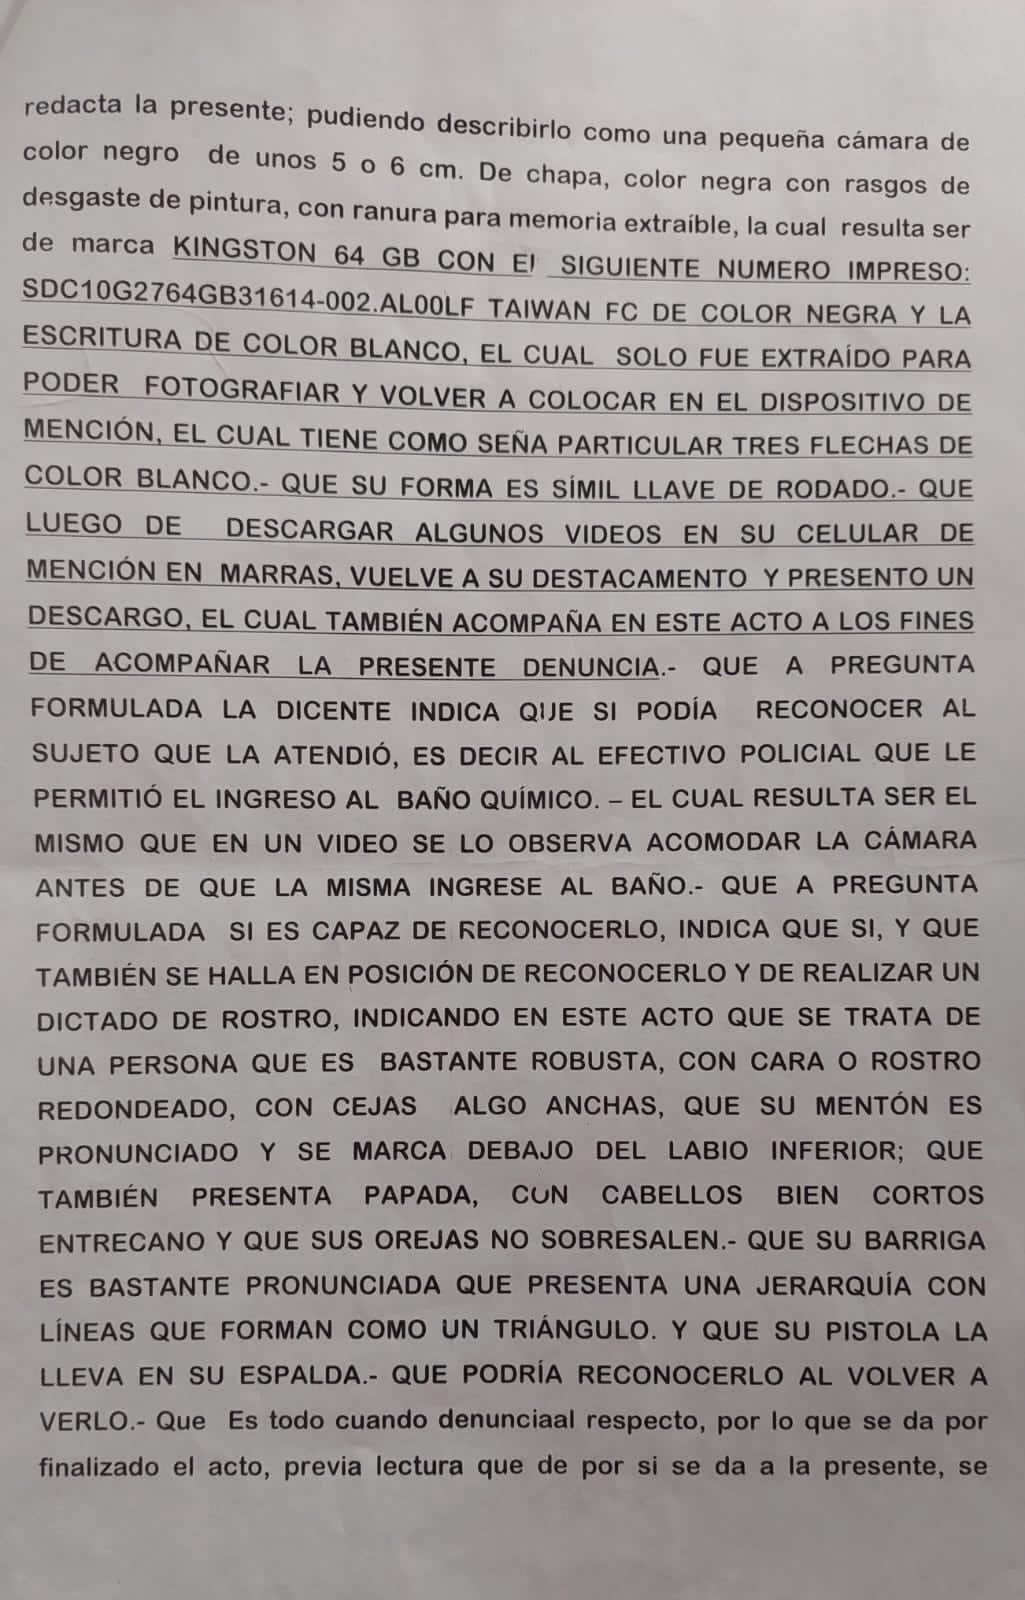 redacta la presente; pudiendo describirlo como una pequeña cámara de
color negro de unos 5 o 6 cm. De chapa, color negra con rasgos de
desgaste de pintura, con ranura para memoria extraíble, la cual resulta ser
de marca KINGSTON 64 GB CON El SIGUIENTE NUMERO IMPRESO:
SDC10G2764GB31614-002.AL00LF TAIWAN FC DE COLOR NEGRA Y LA
ESCRITURA DE COLOR BLANCO, EL CUAL SOLO FUE EXTRAÍDO PARA
PODER FOTOGRAFIAR Y VOLVER A COLOCAR EN EL DISPOSITIVO DE
MENCIÓN, EL CUAL TIENE COMO SEÑA PARTICULAR TRES FLECHAS DE
COLOR BLANCO.- QUE SU FORMA ES SÍMIL LLAVE DE RODADO.- QUE
LUEGO DE DESCARGAR ALGUNOS VIDEOS EN SU CELULAR DE
MENCIÓN EN MARRAS, VUELVE A SU DESTACAMENTO Y PRESENTO UN
DESCARGO, EL CUAL TAMBIÉN ACOMPAÑA EN ESTE ACTO A LOS FINES
DE ACOMPAÑAR LA PRESENTE DENUNCIA.- QUE A PREGUNTA
FORMULADA LA DICENTE INDICA QUE SI PODÍA RECONOCER AL
SUJETO QUE LA ATENDIÓ, ES DECIR AL EFECTIVO POLICIAL QUE LE
PERMITIÓ EL INGRESO AL BAÑO QUÍMICO. – EL CUAL RESULTA SER EL
MISMO QUE EN UN VIDEO SE LO OBSERVA ACOMODAR LA CÁMARA
ANTES DE QUE LA MISMA INGRESE AL BAÑO.- QUE A PREGUNTA
FORMULADA SI ES CAPAZ DE RECONOCERLO, INDICA QUE SI, Y QUE
TAMBIÉN SE HALLA EN POSICIÓN DE RECONOCERLO Y DE REALIZAR UN
DICTADO DE ROSTRO, INDICANDO EN ESTE ACTO QUE SE TRATA DE
UNA PERSONA QUE ES BASTANTE ROBUSTA, CON CARA O ROSTRO
REDONDEADO, CON CEJAS ALGO ANCHAS, QUE SU MENTÓN ES
PRONUNCIADO Y SE MARCA DEBAJO DEL LABIO INFERIOR; QUE
TAMBIÉN PRESENTA PAPADA, CON CABELLOS BIEN CORTOS
ENTRECANO Y QUE SUS OREJAS NO SOBRESALEN.- QUE SU BARRIGA
ES BASTANTE PRONUNCIADA QUE PRESENTA UNA JERARQUÍA CON
LÍNEAS QUE FORMAN COMO UN TRIÁNGULO. Y QUE SU PISTOLA LA
LLEVA EN SU ESPALDA.- QUE PODRÍA RECONOCERLO AL VOLVER A
VERLO.- Que Es todo cuando denunciaal respecto, por lo que se da por
finalizado el acto, previa lectura que de por si se da a la presente, se